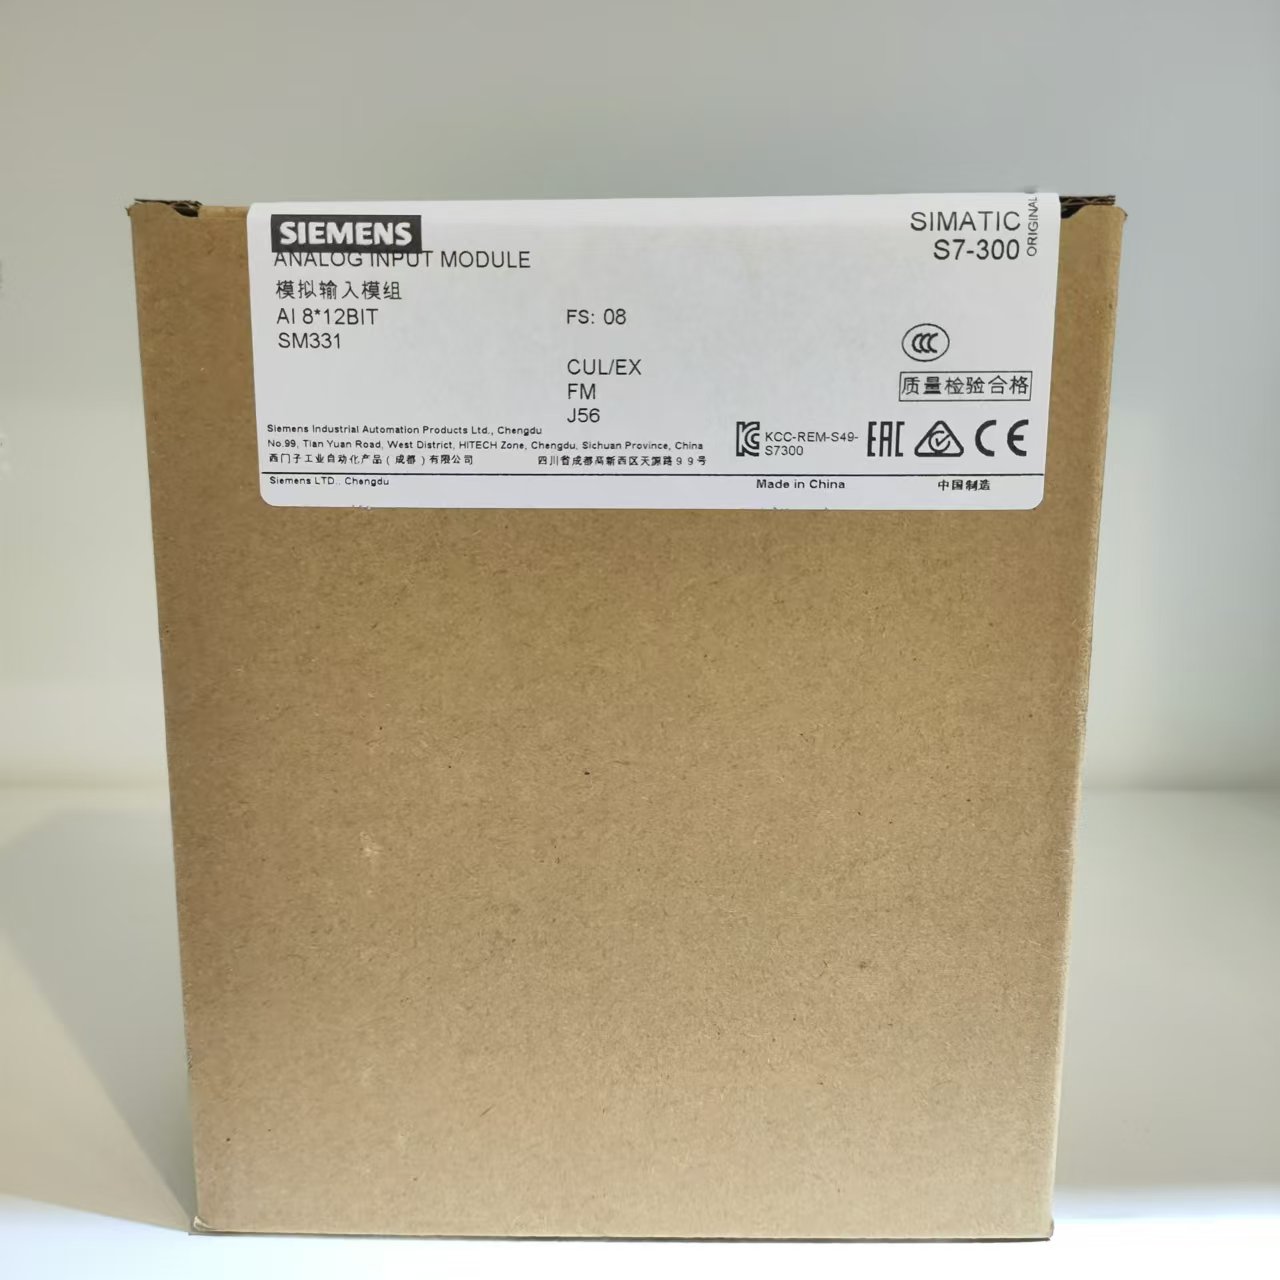 SIEMENS
SIMATIC
S7-300
ORIGINAL
ANALOG INPUT MODULE
模拟输入模组
AI 8*12BIT
FS: 08
SM331
CUL/EX
FM
J56
质量检验合格
Siemens Industrial Automation Products Ltd., Chengdu
No.99, Tian Yuan Road, West District, HITECH Zone, Chengdu, Sichuan Province, China
西门子工业自动化产品(成都)有限公司 四川省成都高新西区天源路99号
KCC-REM-S49-
S7300
EAC
CE
Siemens LTD., Chengdu
Made in China
中国制造